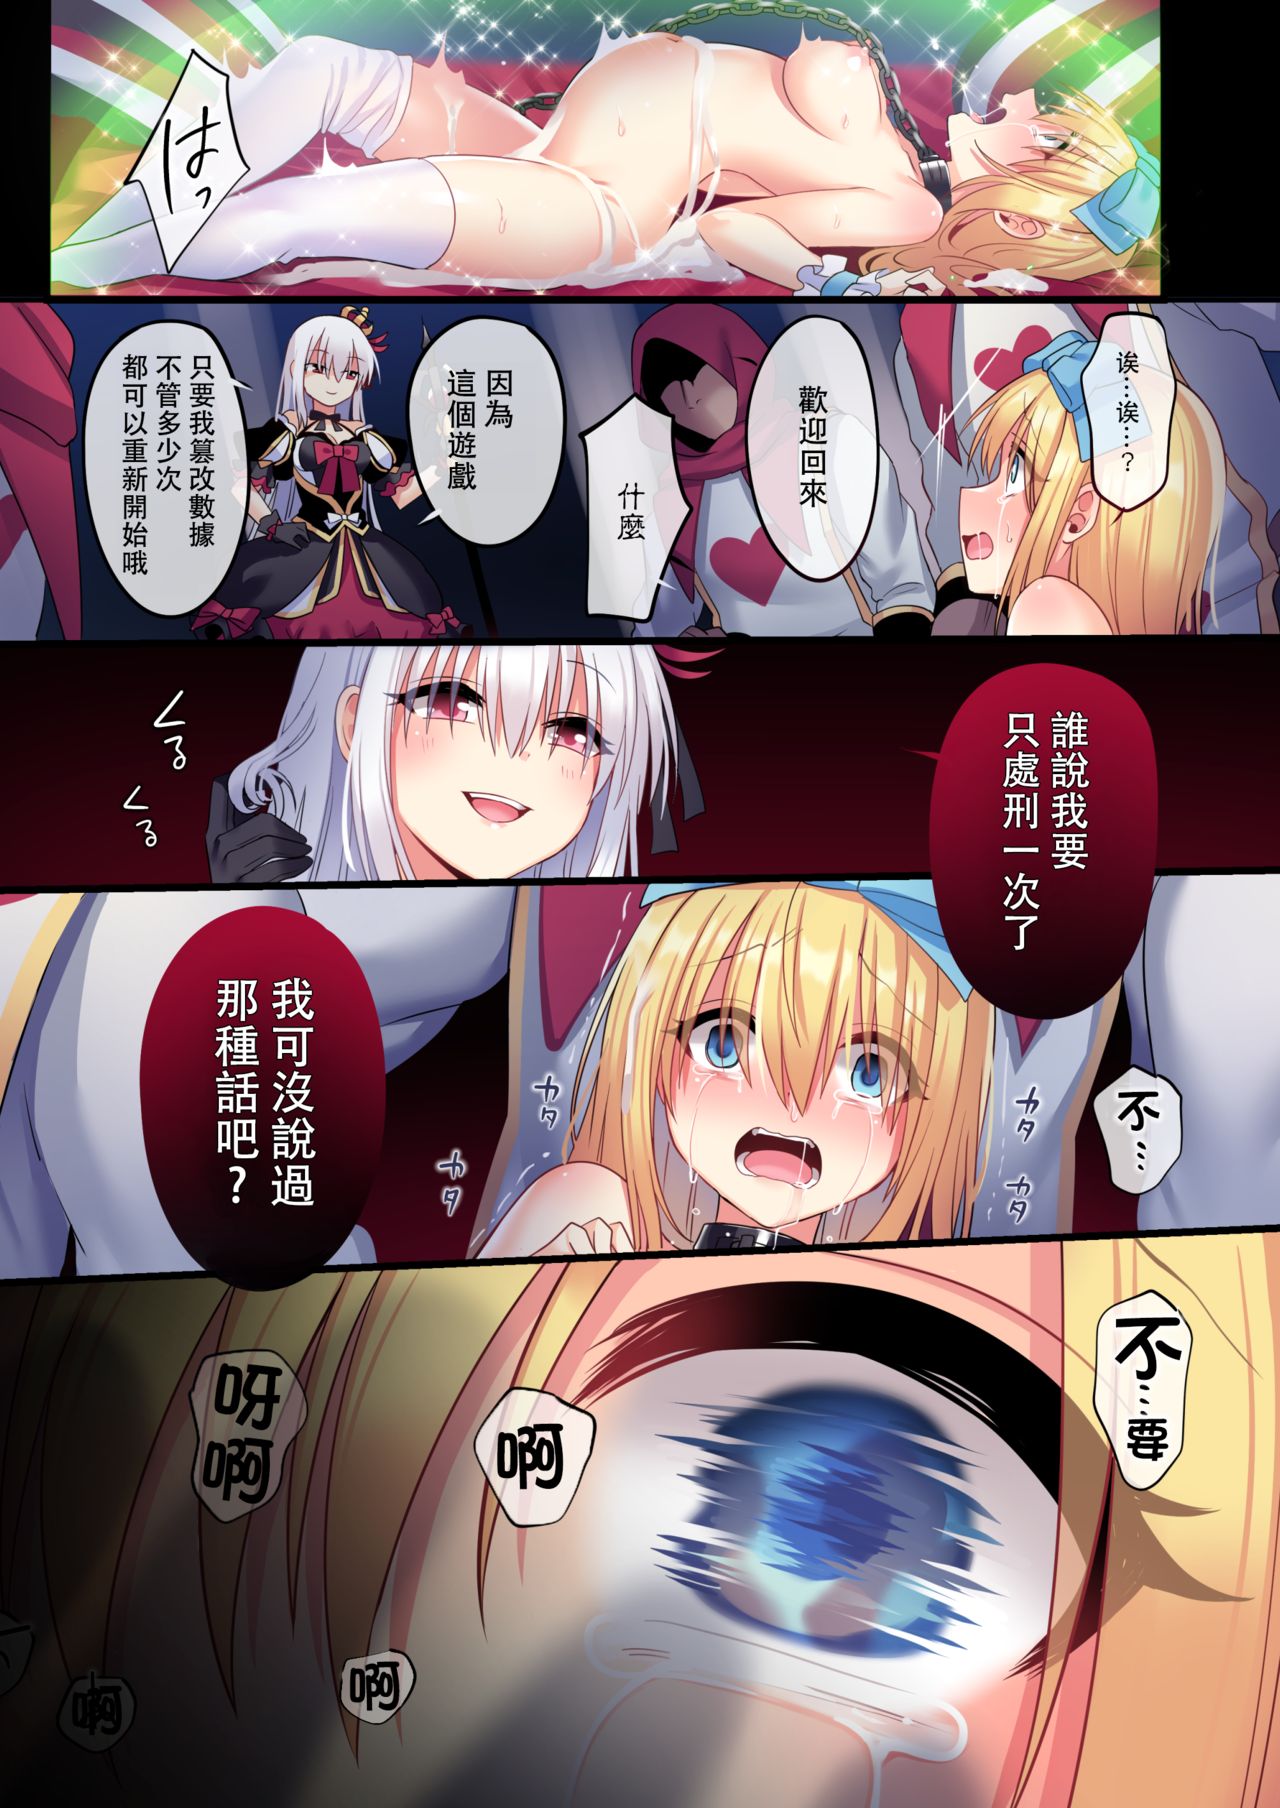 はっ
诶…诶…?
歡迎回來
什麼
因為
這個遊戲
只要我篡改數據
不管多少次
都可以重新開始哦
誰說我要
只處刑一次了
くる
くる
我可沒說過
那種話吧?
不…
カタ
カタ
カタ
カタ
不…要
啊
呀啊
啊
啊